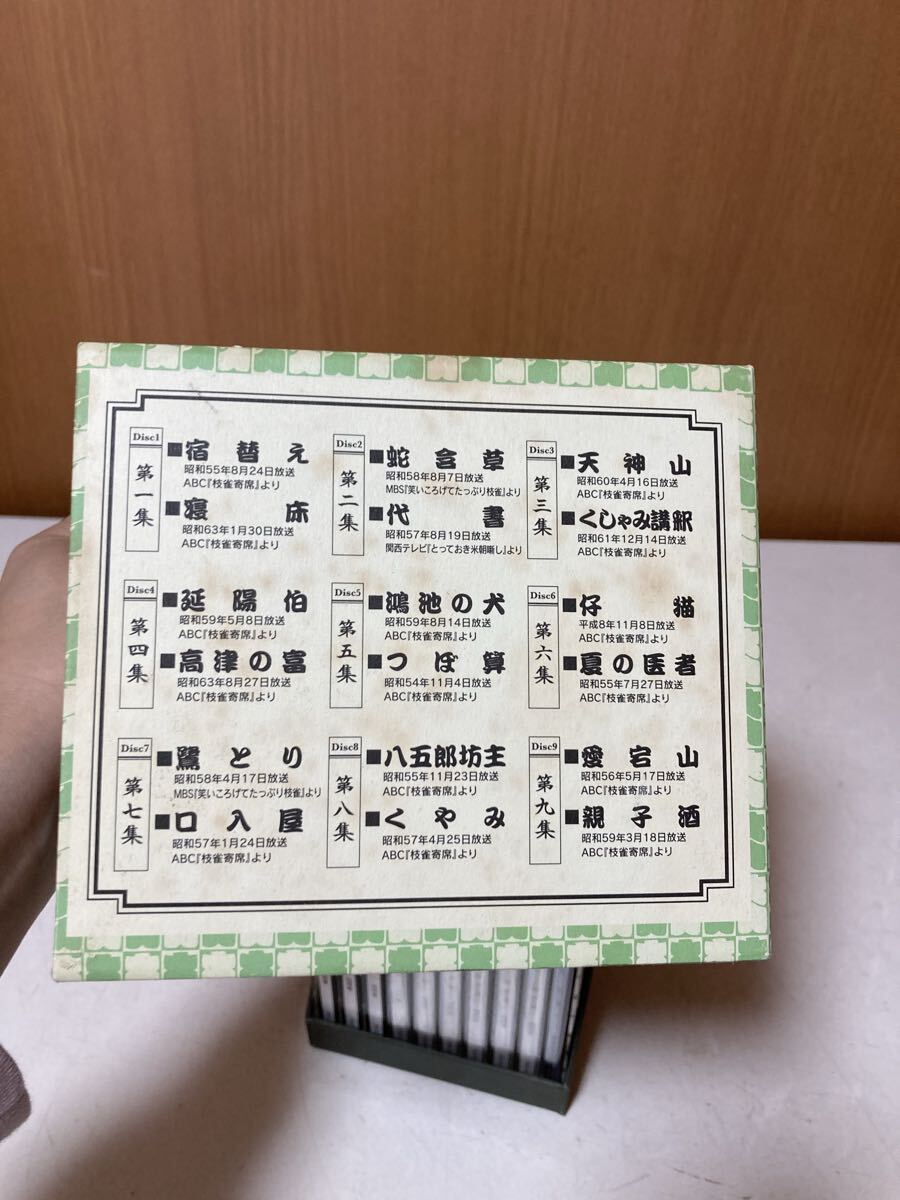 Disc1
第一集
■宿替え
昭和55年8月24日放送
ABC『枝雀寄席』より
■寝床
昭和63年1月30日放送
ABC『枝雀寄席』より
Disc2
第二集
■蛇含草
昭和58年8月7日放送
MBS『笑いころげてたっぷり枝雀』より
■代書
昭和57年8月19日放送
関西テレビ『とっておき米朝噺し』より
Disc3
第三集
■天神山
昭和60年4月16日放送
ABC『枝雀寄席』より
■くしゃみ講釈
昭和61年12月14日放送
ABC『枝雀寄席』より
Disc4
第四集
■延陽伯
昭和59年5月8日放送
ABC『枝雀寄席』より
■高津の富
昭和63年8月27日放送
ABC『枝雀寄席』より
Disc5
第五集
■鴻池の犬
昭和59年8月14日放送
ABC『枝雀寄席』より
■つぼ算
昭和54年11月4日放送
ABC『枝雀寄席』より
Disc6
第六集
■仔猫
平成8年11月8日放送
ABC『枝雀寄席』より
■夏の医者
昭和55年7月27日放送
ABC『枝雀寄席』より
Disc7
第七集
■鷺とり
昭和58年4月17日放送
MBS『笑いころげてたっぷり枝雀』より
■口入屋
昭和57年1月24日放送
ABC『枝雀寄席』より
Disc8
第八集
■八五郎坊主
昭和55年11月23日放送
ABC『枝雀寄席』より
■くやみ
昭和57年4月25日放送
ABC『枝雀寄席』より
Disc9
第九集
■愛宕山
昭和56年5月17日放送
ABC『枝雀寄席』より
■親子酒
昭和59年3月18日放送
ABC『枝雀寄席』より